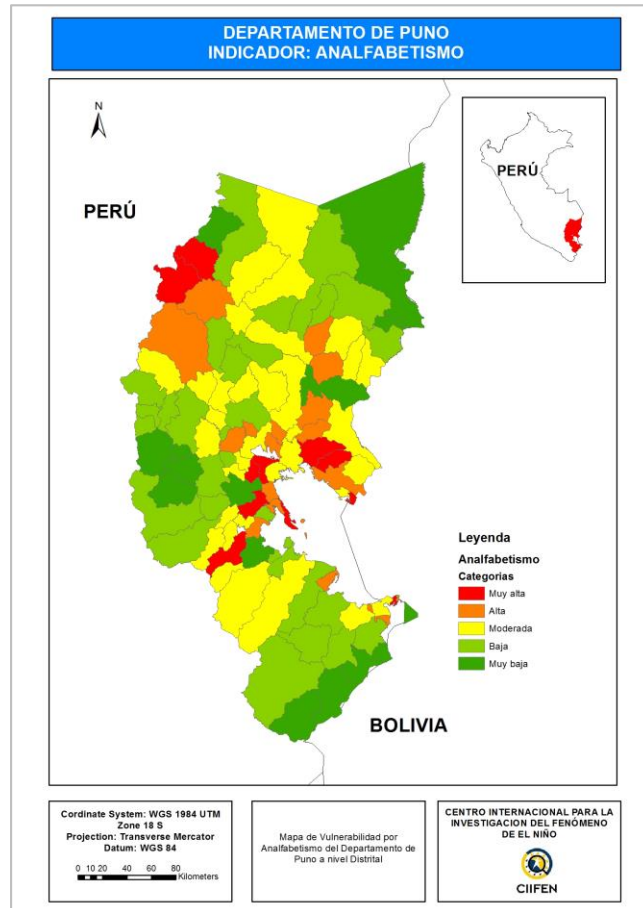 DEPARTAMENTO DE PUNO
INDICADOR: ANALFABETISMO
N
PERÚ
PERÚ
Leyenda
Analfabetismo
Categorias
Muy alta
Alta
Moderada
Baja
Muy baja
BOLIVIA
Cordinate System: WGS 1984 UTM
Zone 18 S
Projection: Transverse Mercator
Datum: WGS 84
0 10 20 40 60 80
Kilometers
Mapa de Vulnerabilidad por
Analfabetismo del Departamento de
Puno a nivel Distrital
CENTRO INTERNACIONAL PARA LA
INVESTIGACION DEL FENÓMENO
DE EL NIÑO
CIIFEN